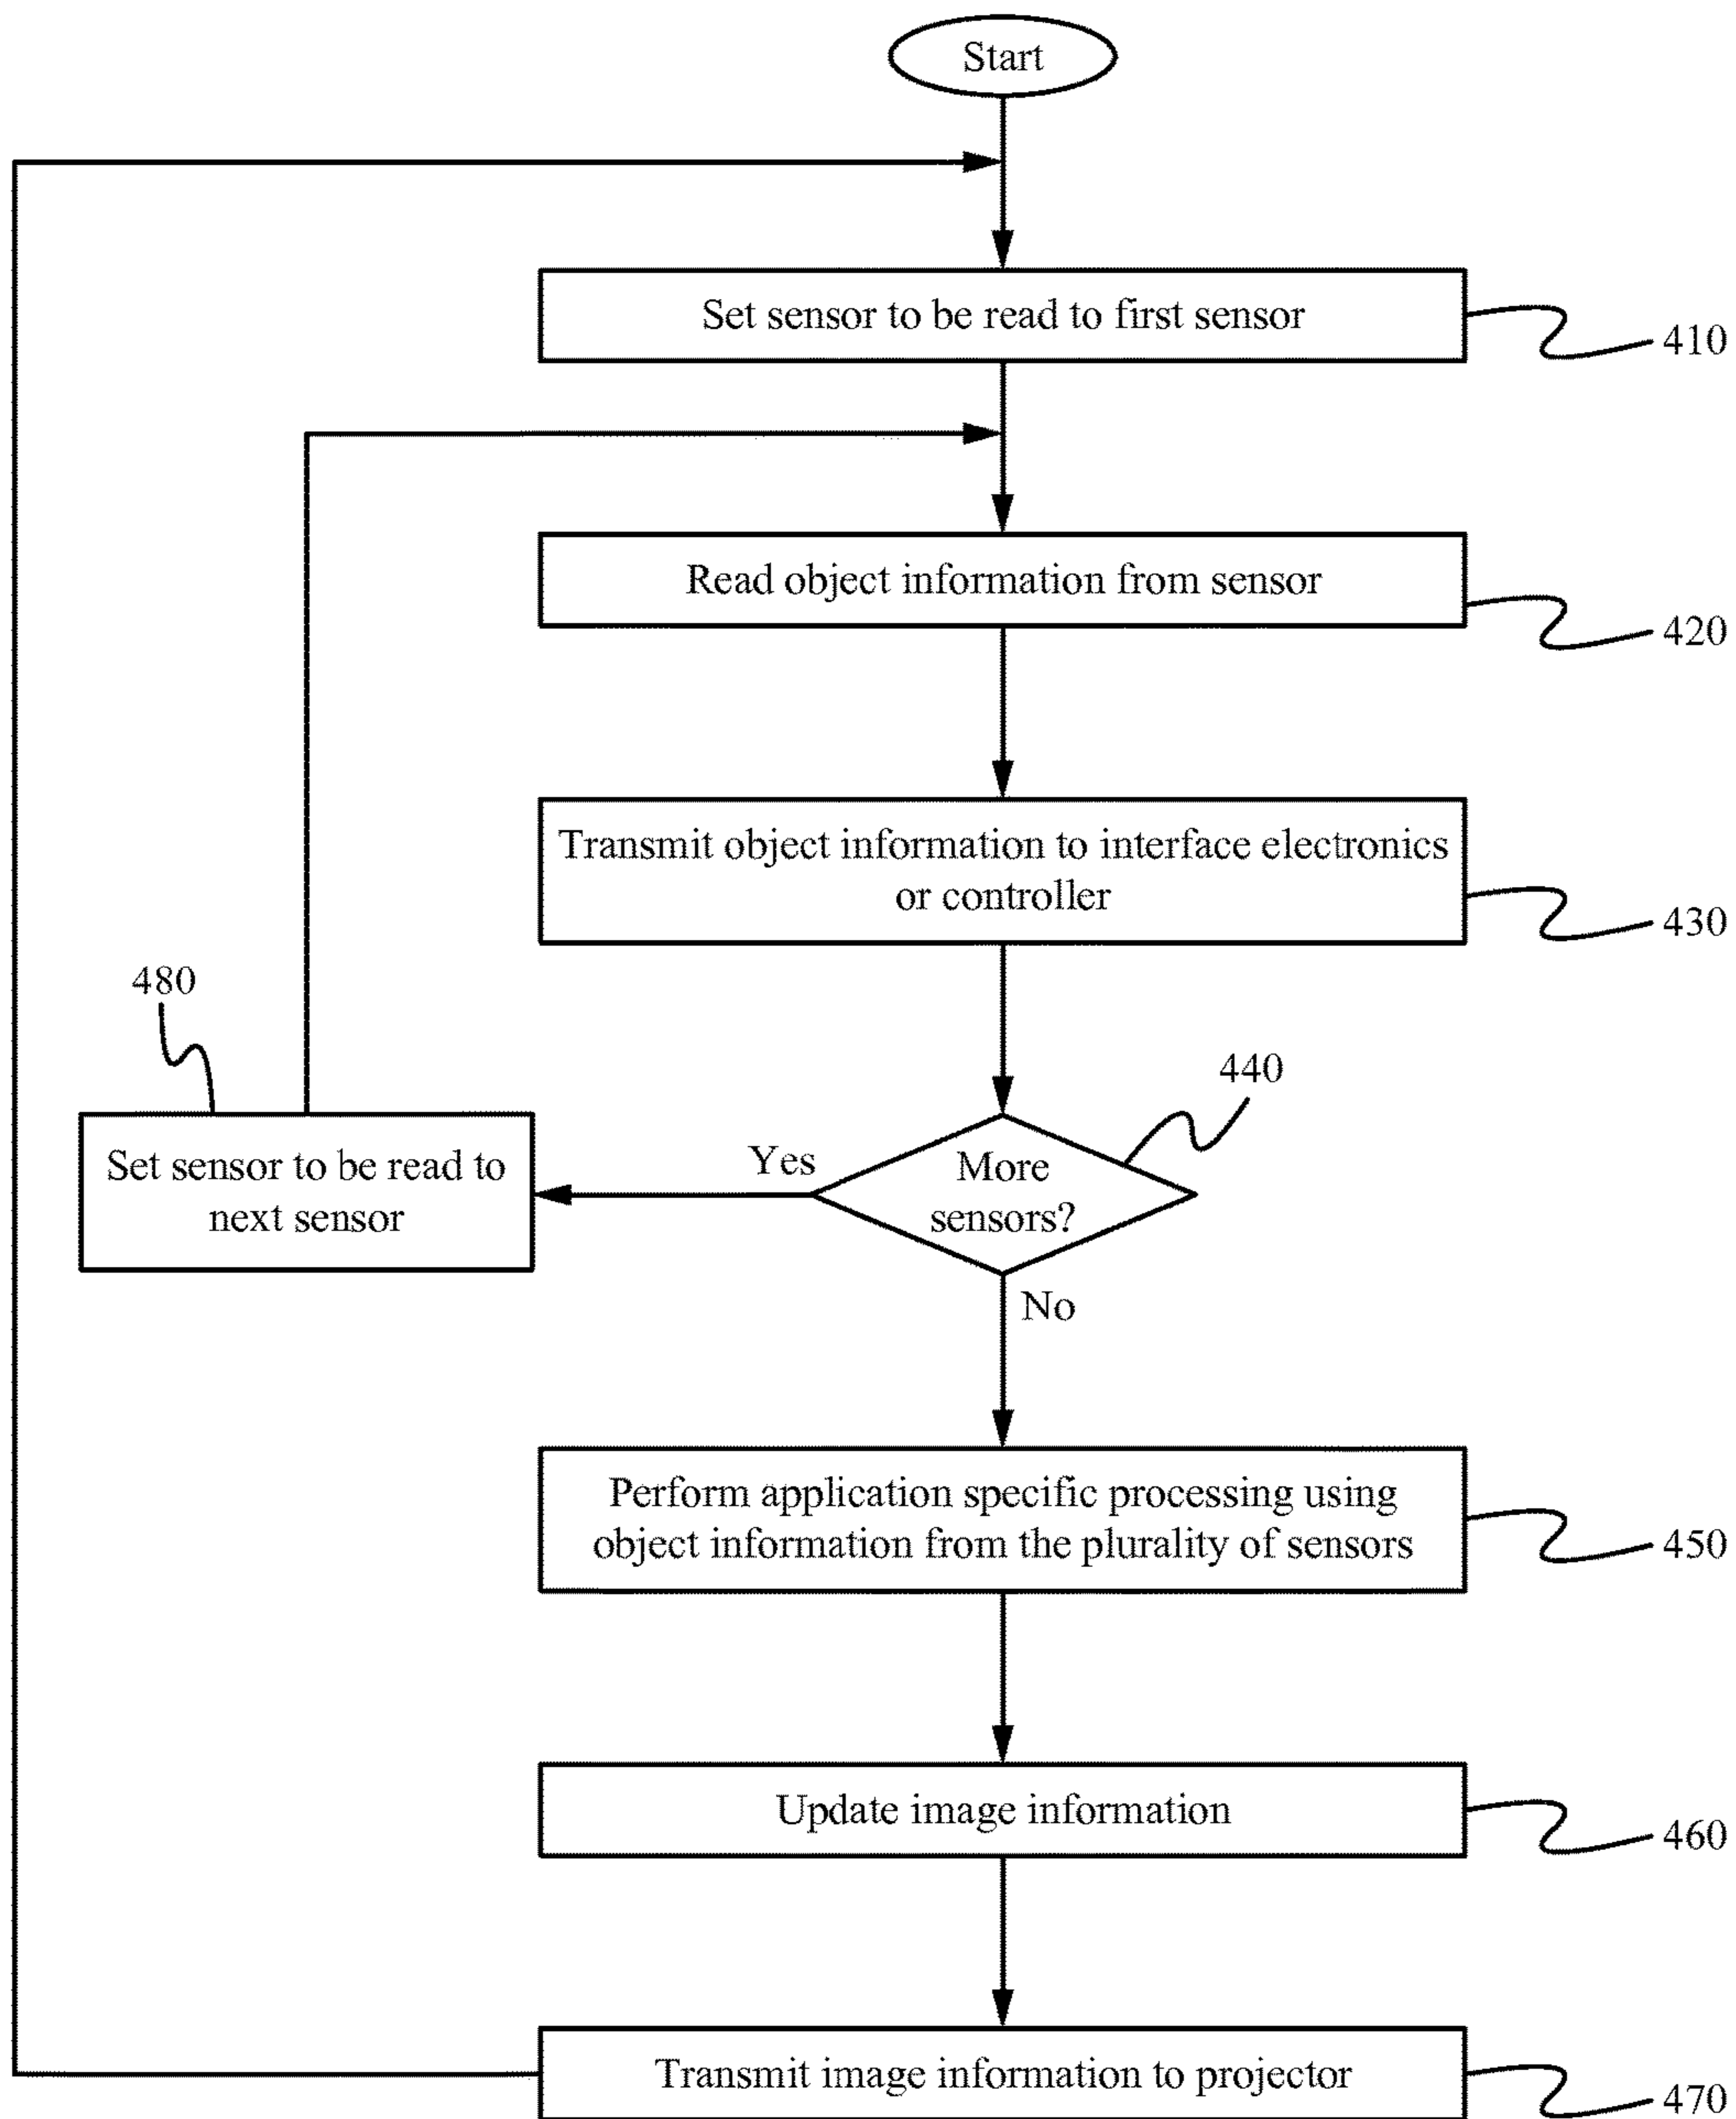 Start
Set sensor to be read to first sensor
410
Read object information from sensor
420
Transmit object information to interface electronics
or controller
430
480
440
Set sensor to be read to
next sensor
Yes
More
sensors?
No
Perform application specific processing using
object information from the plurality of sensors
450
Update image information
460
Transmit image information to projector
470